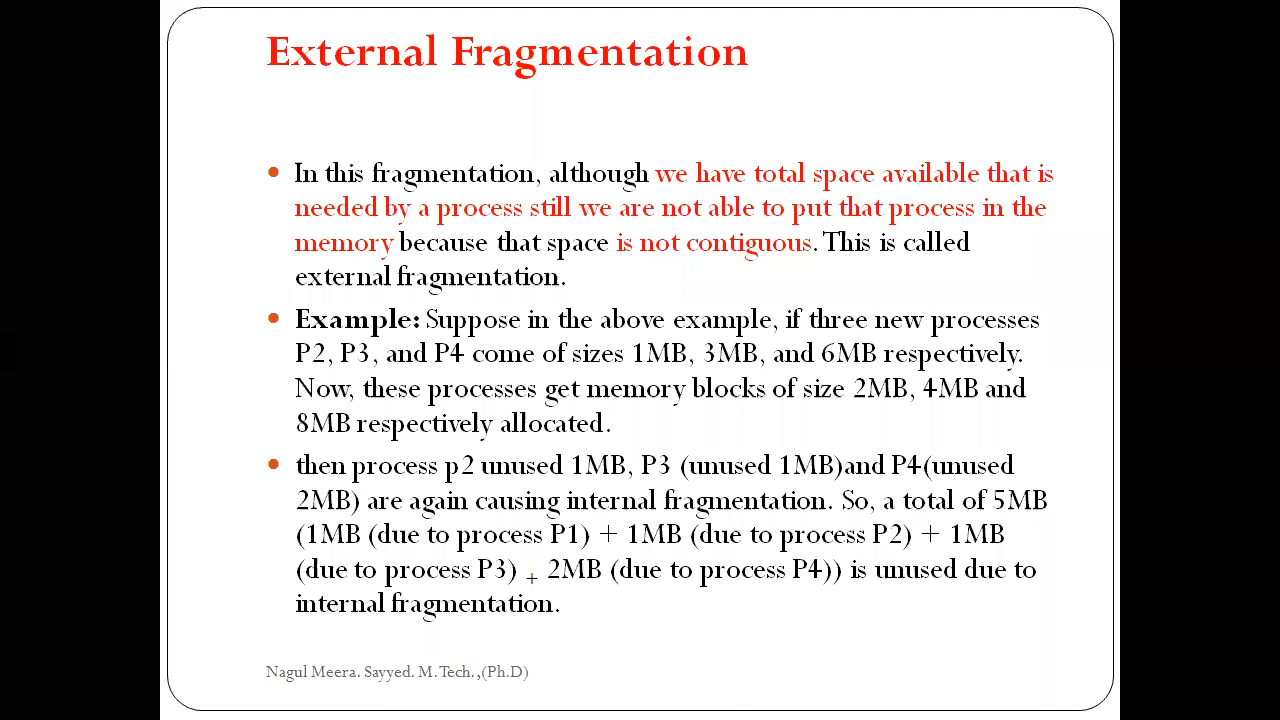 External Fragmentation
In this fragmentation, although we have total space available that is
needed by a process still we are not able to put that process in the
memory because that space is not contiguous. This is called
external fragmentation.
Example: Suppose in the above example, if three new processes
P2, P3, and P4 come of sizes 1MB, 3MB, and 6MB respectively.
Now, these processes get memory blocks of size 2MB, 4MB and
8MB respectively allocated.
then process p2 unused 1MB, P3 (unused 1MB)and P4(unused
2MB) are again causing internal fragmentation. So, a total of 5MB
(1MB (due to process P1) + 1MB (due to process P2) + 1MB
(due to process P3) + 2MB (due to process P4)) is unused due to
internal fragmentation.
Nagul Meera. Sayyed. M. Tech.,(Ph.D)